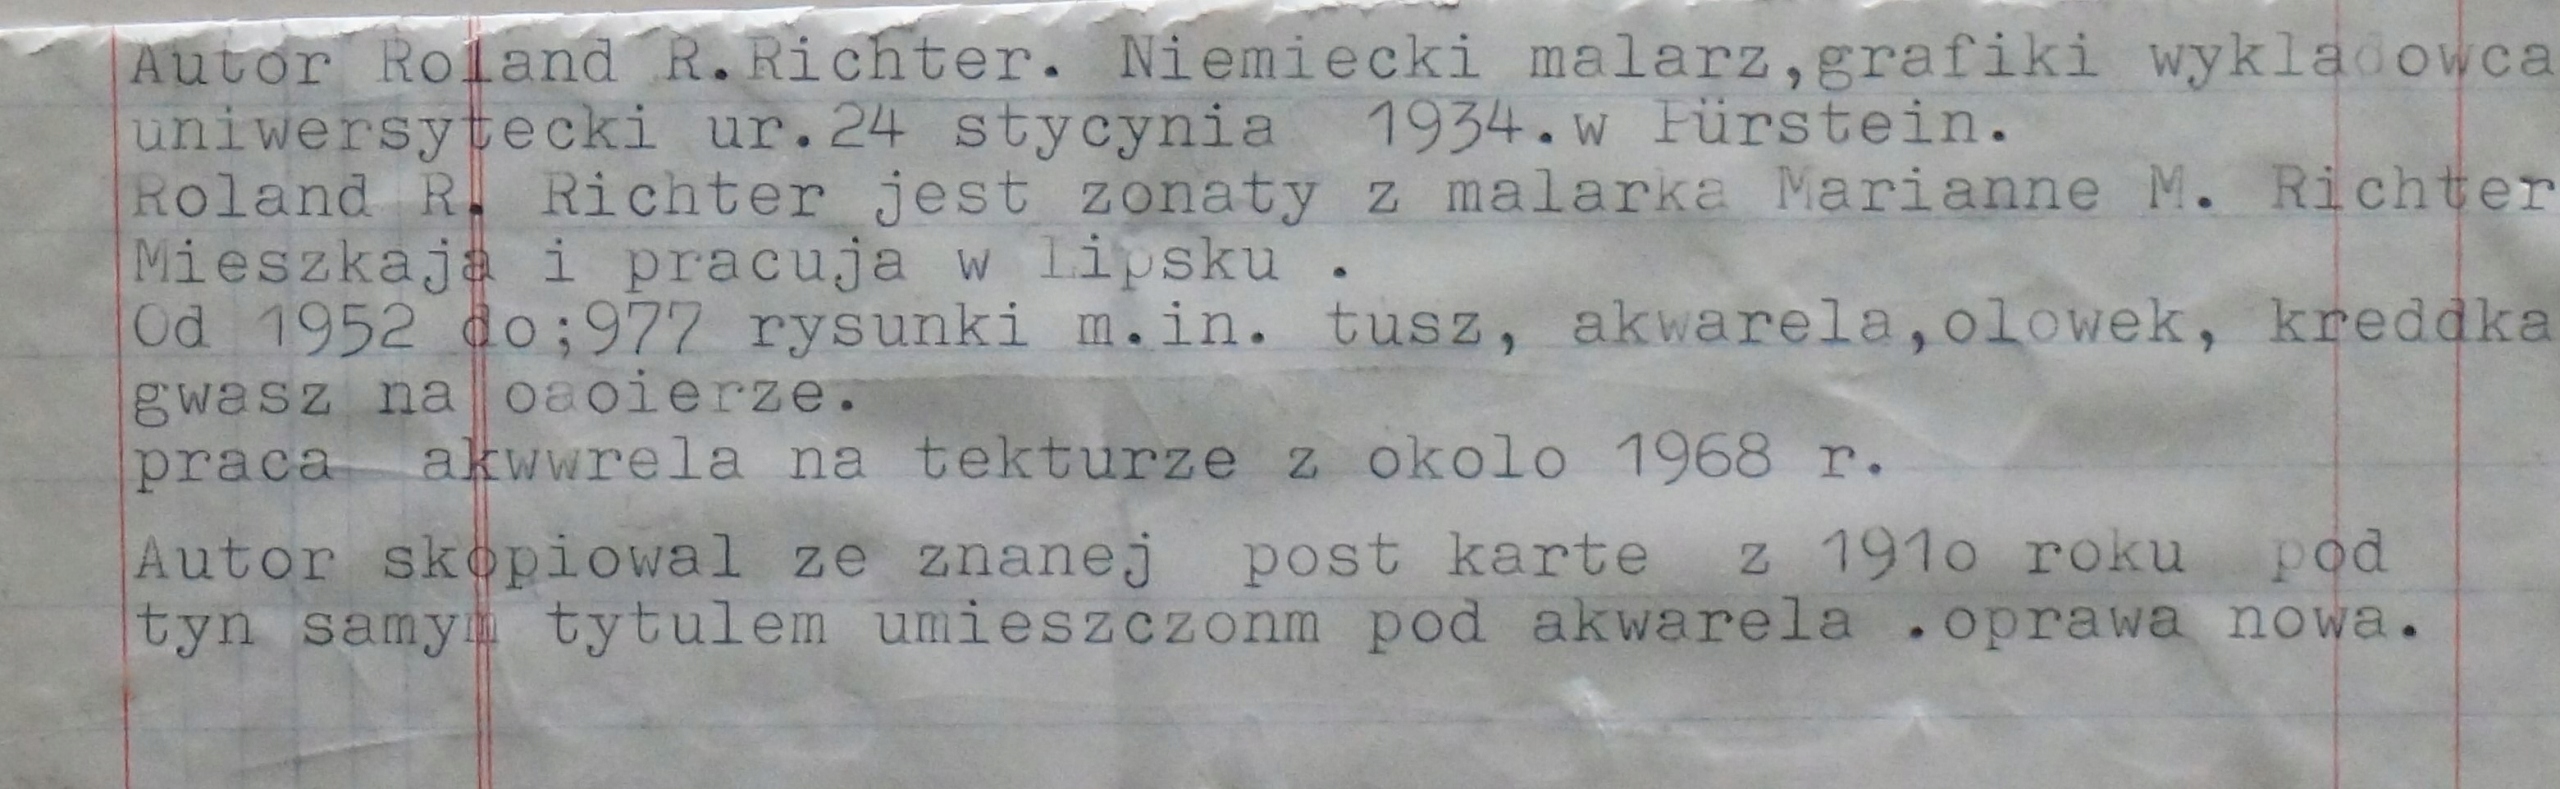 Autor Roland R.Richter. Niemiecki malarz,grafiki wykladowca
uniwersytecki ur.24 stycynia 1934.w Fürstein.
Roland R. Richter jest zonaty z malarka Marianne M. Richter
Mieszkaja i pracuja w Lipsku .
Od 1952 do;977 rysunki m.in. tusz, akwarela,olowek, kreddka
gwasz na oaoierze.
praca akwwrela na tekturze z okolo 1968 r.
Autor skopiowal ze znanej post karte z 191o roku pod
tyn samym tytulem umieszczonm pod akwarela .oprawa nowa.